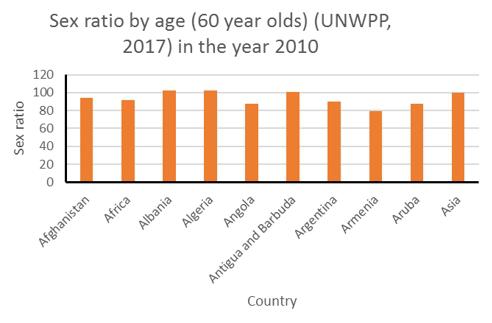 Sex ratio by age (60 year olds) (UNWPP,
2017) in the year 2010
120
100
80
60
40
20
0
Sex ratio
Afghanistan
Africa
Albania
Algeria
Angola
Antigua and Barbuda
Argentina
Armenia
Aruba
Asia
Country